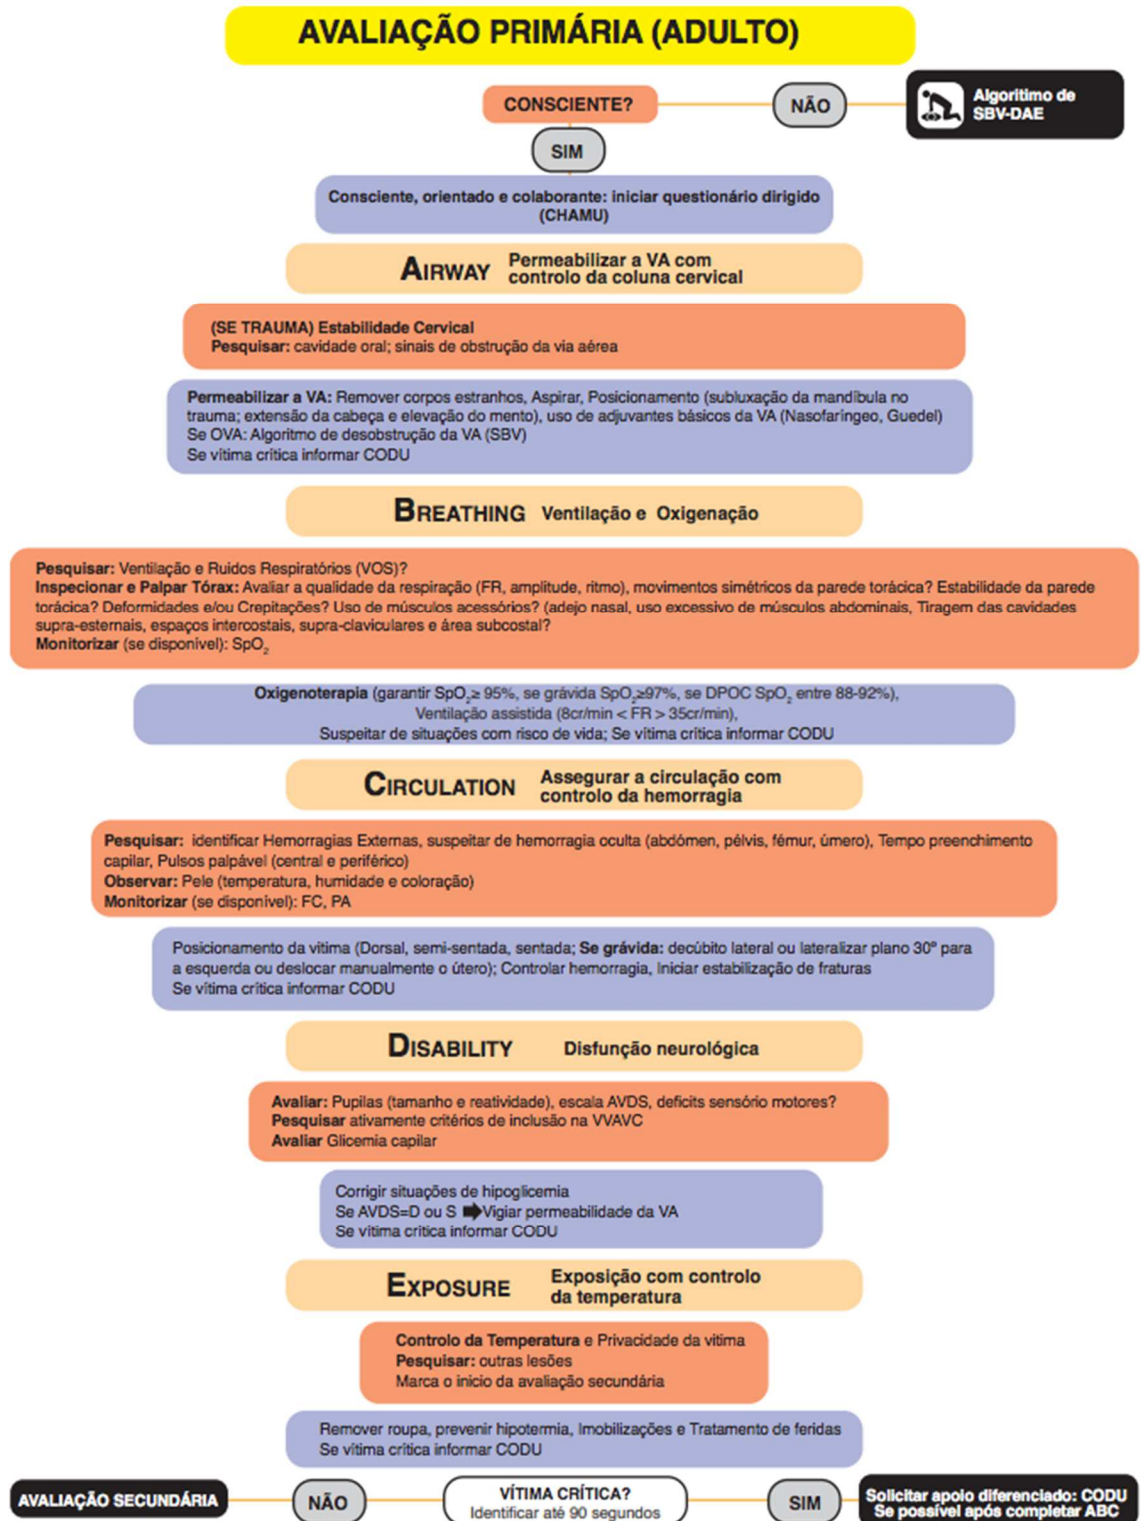 AVALIAÇÃO PRIMÁRIA (ADULTO)
CONSCIENTE?
NÃO
Algoritimo de
SBV-DAE
SIM
Consciente, orientado e colaborante: iniciar questionário dirigido
(CHAMU)
AIRWAY Permeabilizar a VA com
controlo da coluna cervical
(SE TRAUMA) Estabilidade Cervical
Pesquisar: cavidade oral; sinais de obstrução da via aérea
Permeabilizar a VA: Remover corpos estranhos, Aspirar, Posicionamento (subluxação da mandíbula no
trauma; extensão da cabeça e elevação do mento), uso de adjuvantes básicos da VA (Nasofaríngeo, Guedel)
Se OVA: Algoritmo de desobstrução da VA (SBV)
Se vítima crítica informar CODU
BREATHING Ventilação e Oxigenação
Pesquisar: Ventilação e Ruidos Respiratórios (VOS)?
Inspecionar e Palpar Tórax: Avaliar a qualidade da respiração (FR, amplitude, ritmo), movimentos simétricos da parede torácica? Estabilidade da parede
torácica? Deformidades e/ou Crepitações? Uso de músculos acessórios? (adejo nasal, uso excessivo de músculos abdominais, Tiragem das cavidades
supra-esternais, espaços intercostais, supra-claviculares e área subcostal?
Monitorizar (se disponível): SpO₂
Oxigenoterapia (garantir SpO₂≥ 95%, se grávida SpO₂≥97%, se DPOC SpO₂ entre 88-92%),
Ventilação assistida (8cr/min < FR > 35cr/min),
Suspeitar de situações com risco de vida; Se vítima crítica informar CODU
CIRCULATION Assegurar a circulação com
controlo da hemorragia
Pesquisar: identificar Hemorragias Externas, suspeitar de hemorragia oculta (abdómen, pélvis, fémur, úmero), Tempo preenchimento
capilar, Pulsos palpável (central e periférico)
Observar: Pele (temperatura, humidade e coloração)
Monitorizar (se disponível): FC, PA
Posicionamento da vitima (Dorsal, semi-sentada, sentada; Se grávida: decúbito lateral ou lateralizar plano 30º para
a esquerda ou deslocar manualmente o útero); Controlar hemorragia, Iniciar estabilização de fraturas
Se vítima crítica informar CODU
DISABILITY Disfunção neurológica
Avaliar: Pupilas (tamanho e reatividade), escala AVDS, deficits sensório motores?
Pesquisar ativamente critérios de inclusão na VVAVC
Avaliar Glicemia capilar
Corrigir situações de hipoglicemia
Se AVDS=D ou S ➡Vigiar permeabilidade da VA
Se vítima crítica informar CODU
EXPOSURE Exposição com controlo
da temperatura
Controlo da Temperatura e Privacidade da vitima
Pesquisar: outras lesões
Marca o inicio da avaliação secundária
Remover roupa, prevenir hipotermia, Imobilizações e Tratamento de feridas
Se vítima crítica informar CODU
AVALIAÇÃO SECUNDÁRIA
NÃO
VÍTIMA CRÍTICA?
Identificar até 90 segundos
SIM
Solicitar apoio diferenciado: CODU
Se possível após completar ABC